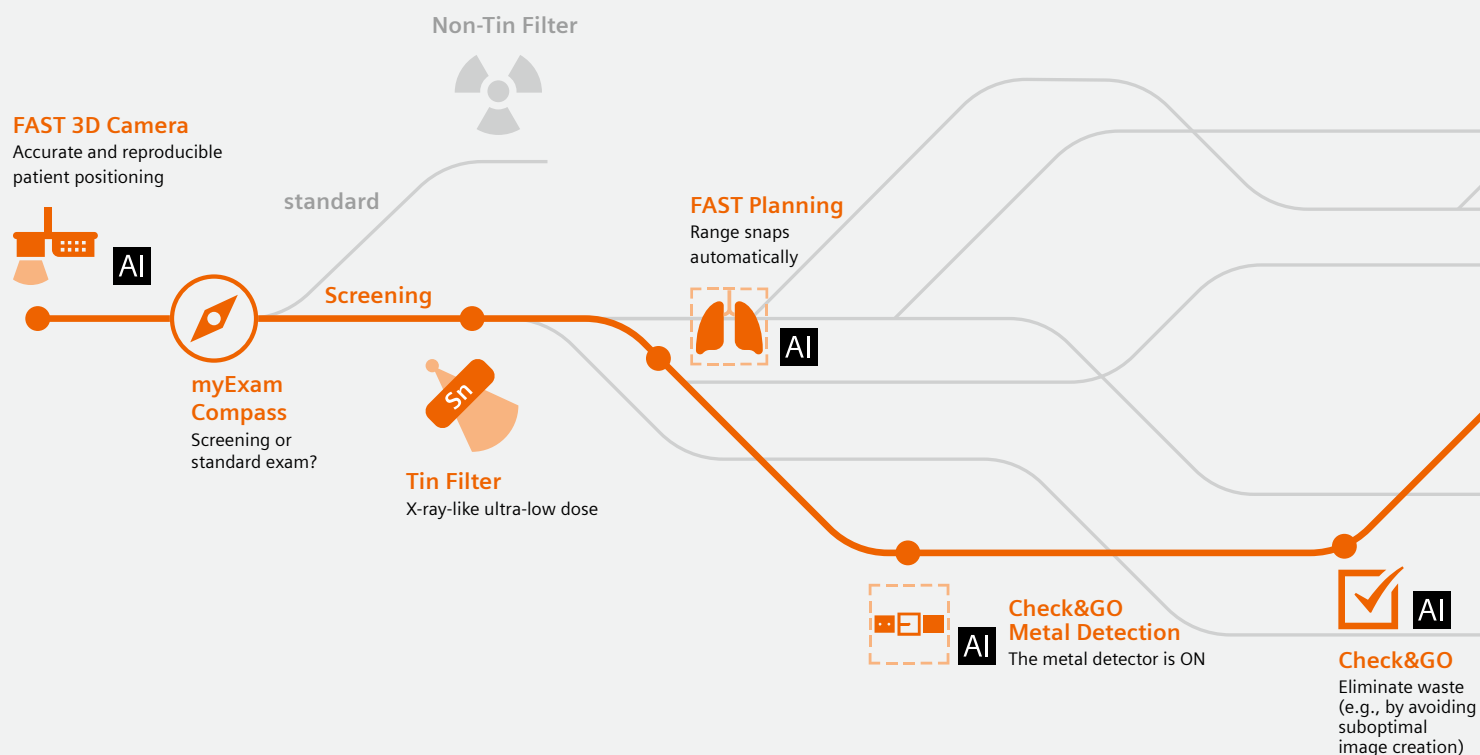 Non-Tin Filter
FAST 3D Camera
Accurate and reproducible
patient positioning
AI
standard
FAST Planning
Range snaps
automatically
AI
Screening
myExam
Compass
Screening or
standard exam?
Sn
Tin Filter
X-ray-like ultra-low dose
Check&GO
Metal Detection
The metal detector is ON
AI
AI
Check&GO
Eliminate waste
(e.g., by avoiding
suboptimal
image creation)